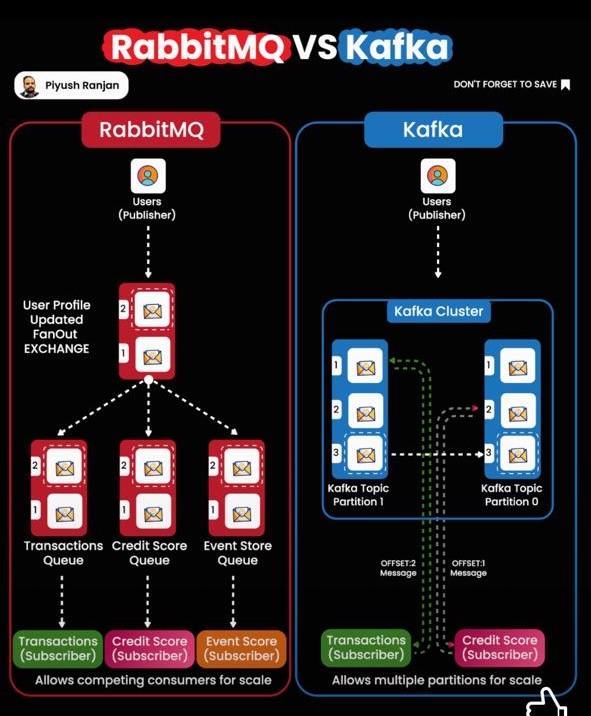 RabbitMQ VS Kafka
Piyush Ranjan
DON'T FORGET TO SAVE
RabbitMQ
Users
(Publisher)
User Profile
Updated
FanOut
EXCHANGE
2
1
2
1
2
1
2
1
Transactions
Queue
Credit Score
Queue
Event Store
Queue
Transactions
(Subscriber)
Credit Score
(Subscriber)
Event Score
(Subscriber)
Allows competing consumers for scale
Kafka
Users
(Publisher)
Kafka Cluster
1
2
3
Kafka Topic
Partition 1
1
2
3
Kafka Topic
Partition 0
OFFSET:2
Message
OFFSET:1
Message
Transactions
(Subscriber)
Credit Score
(Subscriber)
Allows multiple partitions for scale